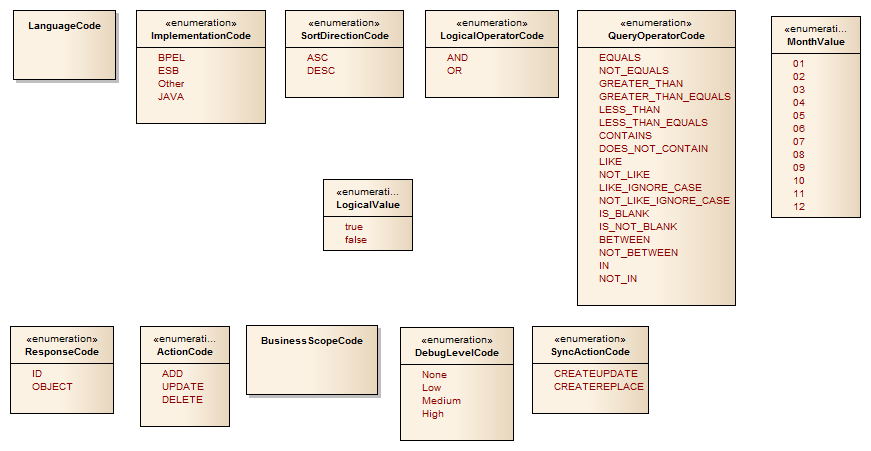 LanguageCode
«enumeration»
ImplementationCode
BPEL
ESB
Other
JAVA
«enumeration»
SortDirectionCode
ASC
DESC
«enumeration»
LogicalOperatorCode
AND
OR
«enumeration»
QueryOperatorCode
EQUALS
NOT_EQUALS
GREATER_THAN
GREATER_THAN_EQUALS
LESS_THAN
LESS_THAN_EQUALS
CONTAINS
DOES_NOT_CONTAIN
LIKE
NOT_LIKE
LIKE_IGNORE_CASE
NOT_LIKE_IGNORE_CASE
IS_BLANK
IS_NOT_BLANK
BETWEEN
NOT_BETWEEN
IN
NOT_IN
«enumerati...
MonthValue
01
02
03
04
05
06
07
08
09
10
11
12
«enumerati...
LogicalValue
true
false
«enumeration»
ResponseCode
ID
OBJECT
«enumerati...
ActionCode
ADD
UPDATE
DELETE
BusinessScopeCode
«enumeration»
DebugLevelCode
None
Low
Medium
High
«enumeration»
SyncActionCode
CREATEUPDATE
CREATEREPLACE